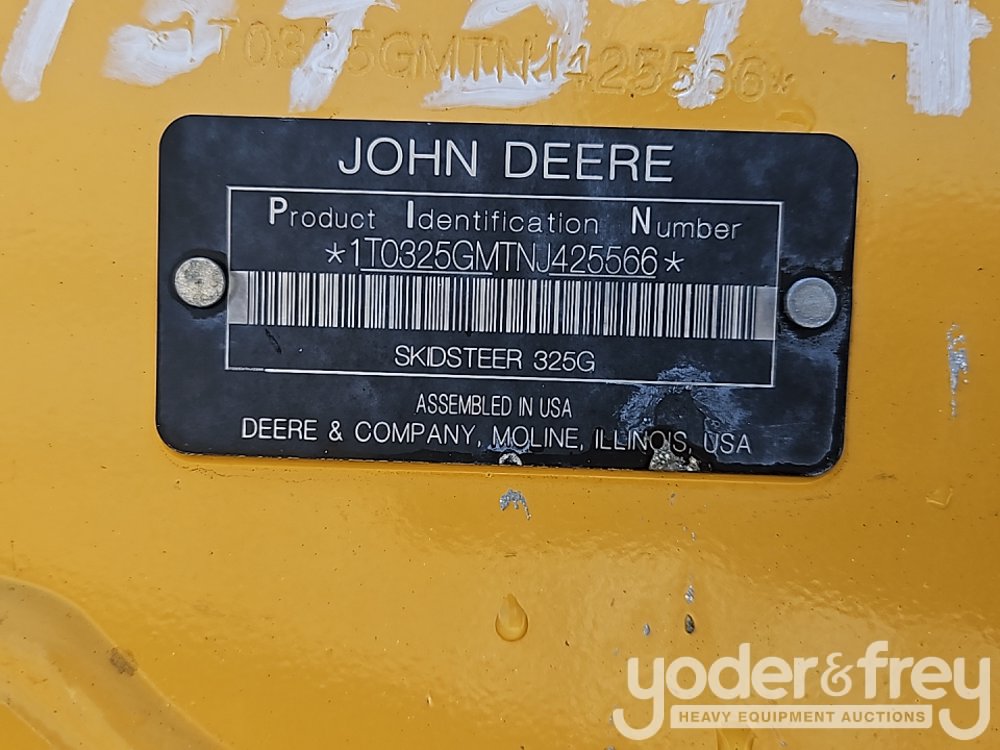 1T0325GMTNJ425566*
JOHN DEERE
Product Identification Number
*1T0325GMTNJ425566*
SKIDSTEER 325G
ASSEMBLED IN USA
DEERE & COMPANY, MOLINE, ILLINOIS, USA
yoder&frey
HEAVY EQUIPMENT AUCTIONS